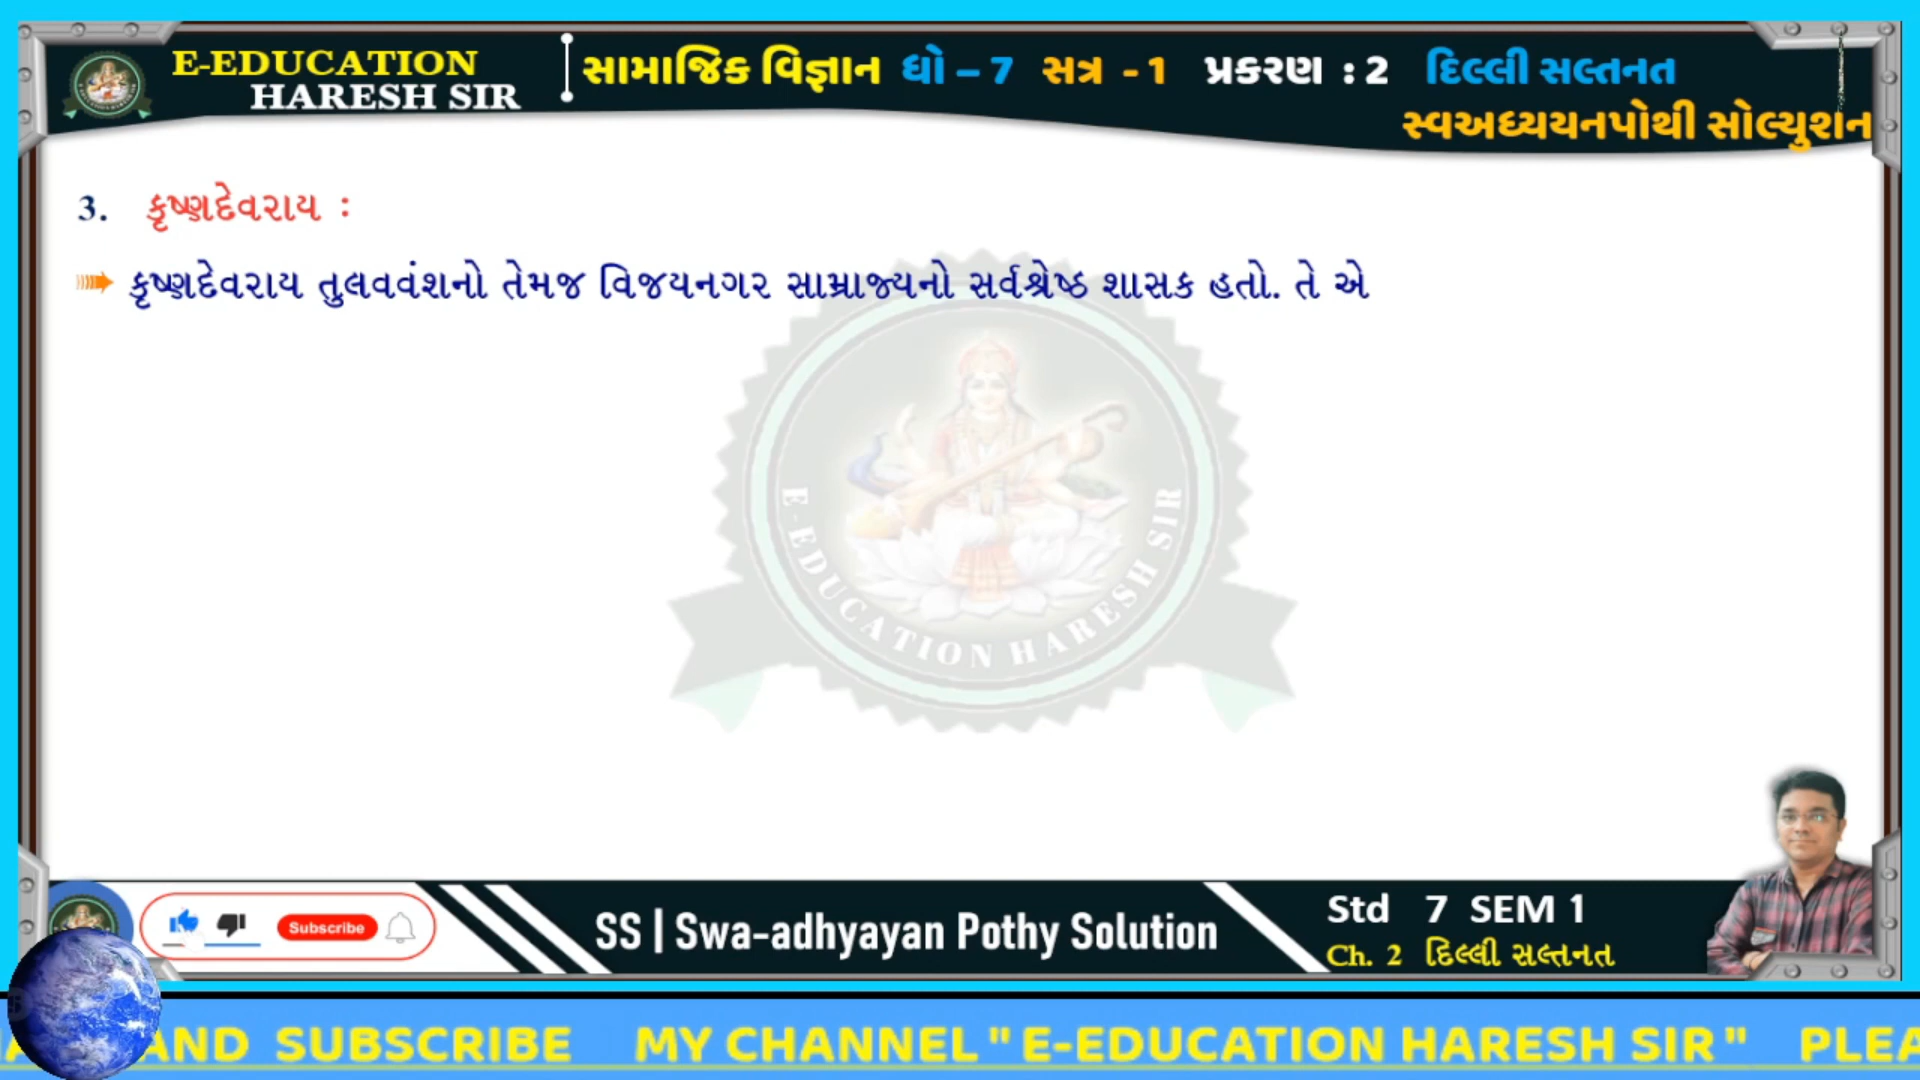 E-EDUCATION
HARESH SIR
સામાજિક વિજ્ઞાન ધો – 7 સત્ર - 1 પ્રકરણ : 2 દિલ્લી સલ્તનત
સ્વઅધ્યયનપોથી સોલ્યુશન
3. કૃષ્ણદેવરાય :
કૃષ્ણદેવરાય તુલવવંશનો તેમજ વિજયનગર સામ્રાજ્યનો સર્વશ્રેષ્ઠ શાસક હતો. તે એ
E-EDUCATION HARESH SIR
Subscribe
SS | Swa-adhyayan Pothy Solution
Std 7 SEM 1
Ch. 2 દિલ્લી સલ્તનત
AND SUBSCRIBE MY CHANNEL "E-EDUCATION HARESH SIR" PLEA